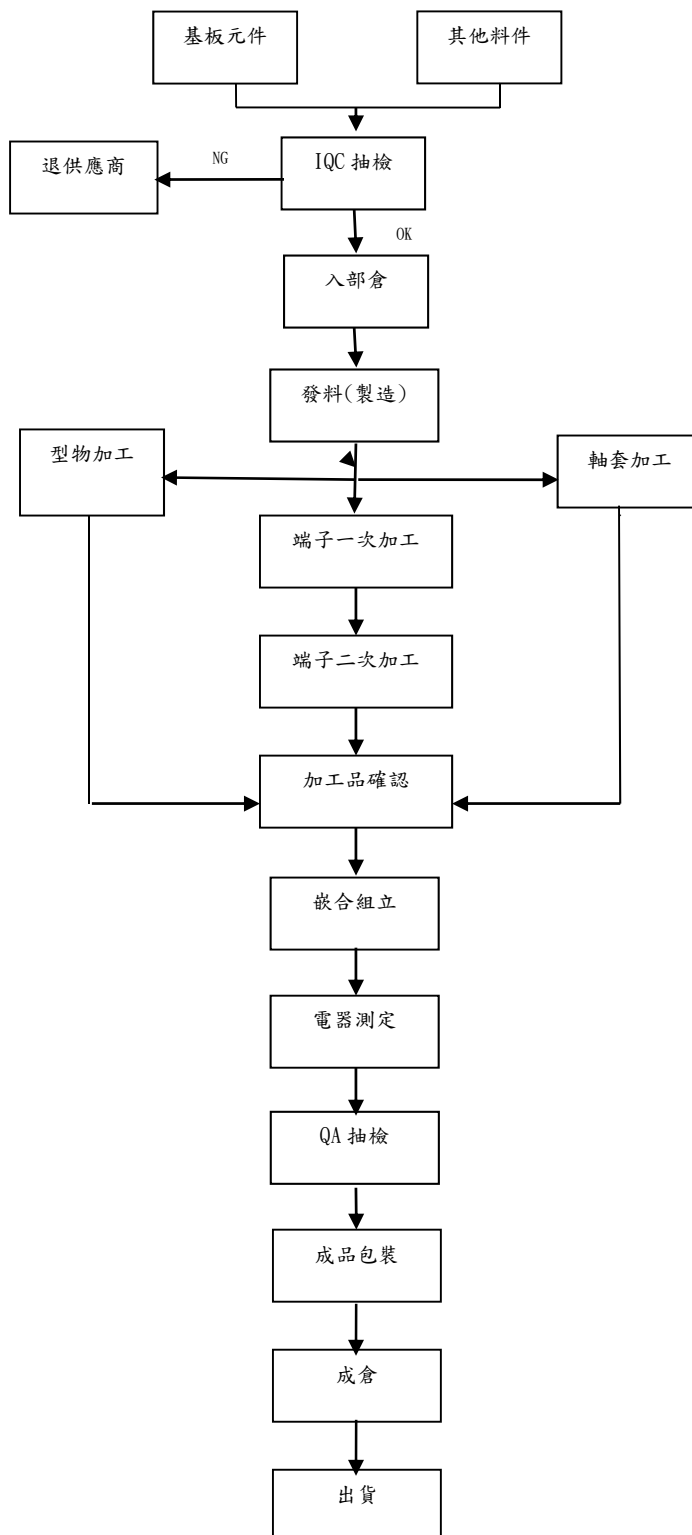 基板元件
其他料件
退供應商
NG
IQC 抽檢
OK
入部倉
發料(製造)
型物加工
軸套加工
端子一次加工
端子二次加工
加工品確認
嵌合組立
電器測定
QA 抽檢
成品包裝
成倉
出貨